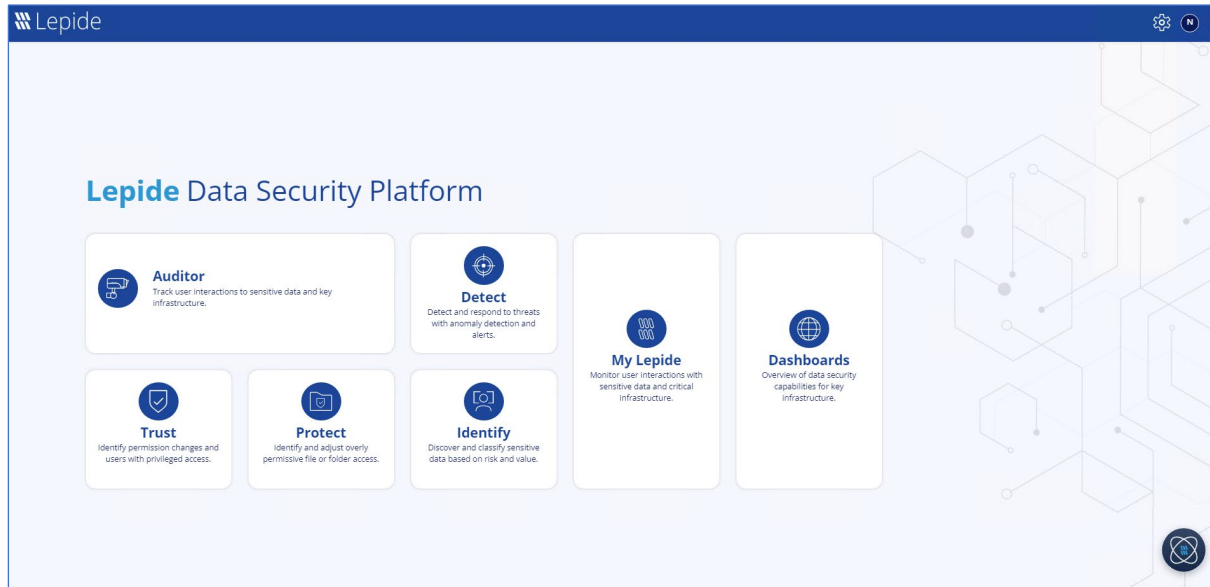 Lepide
N
Lepide Data Security Platform
Auditor
Track user interactions to sensitive data and key
infrastructure.
Detect
Detect and respond to threats
with anomaly detection and
alerts.
My Lepide
Monitor user interactions with
sensitive data and critical
infrastructure.
Dashboards
Overview of data security
capabilities for key
infrastructure.
Trust
Identify permission changes and
users with privileged access.
Protect
Identify and adjust overly
permissive file or folder access.
Identify
Discover and classify sensitive
data based on risk and value.